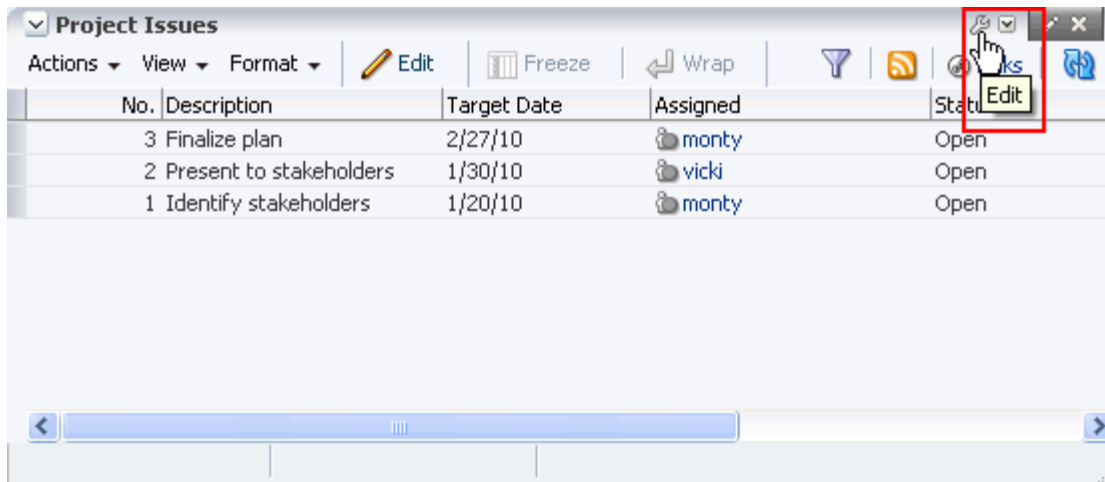 Project Issues
Actions View Format Edit Freeze Wrap
Edit
No. Description Target Date Assigned
3 Finalize plan 2/27/10 monty Open
2 Present to stakeholders 1/30/10 vicki Open
1 Identify stakeholders 1/20/10 monty Open